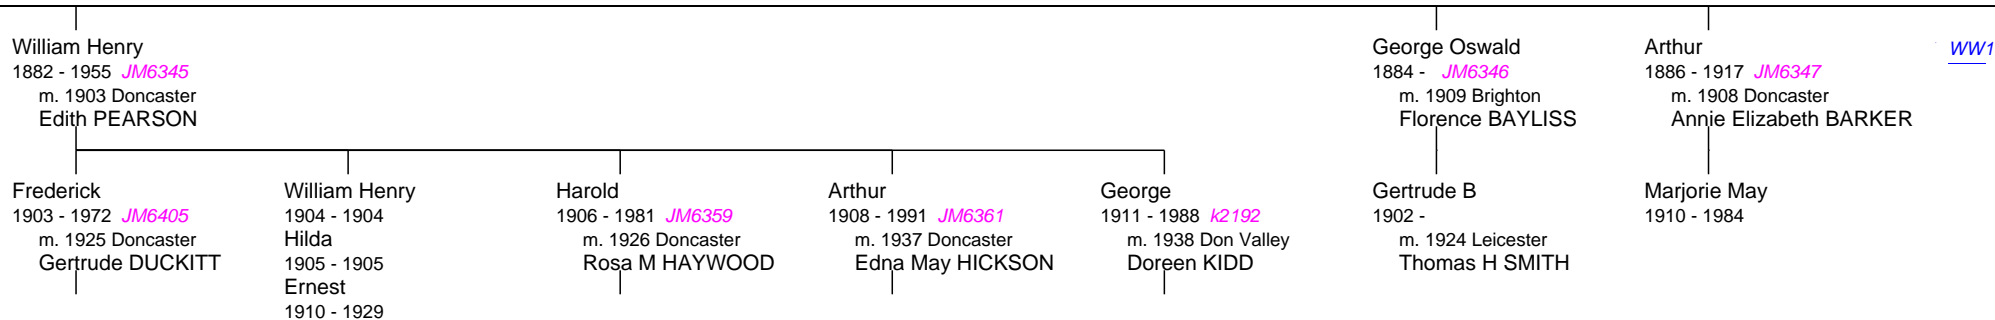 William Henry
1882 - 1955 JM6345
m. 1903 Doncaster
Edith PEARSON
George Oswald
1884 - JM6346
m. 1909 Brighton
Florence BAYLISS
Arthur
1886 - 1917 JM6347
m. 1908 Doncaster
Annie Elizabeth BARKER
WW1
Frederick
1903 - 1972 JM6405
m. 1925 Doncaster
Gertrude DUCKITT
William Henry
1904 - 1904
Hilda
1905 - 1905
Ernest
1910 - 1929
Harold
1906 - 1981 JM6359
m. 1926 Doncaster
Rosa M HAYWOOD
Arthur
1908 - 1991 JM6361
m. 1937 Doncaster
Edna May HICKSON
George
1911 - 1988 k2192
m. 1938 Don Valley
Doreen KIDD
Gertrude B
1902 -
m. 1924 Leicester
Thomas H SMITH
Marjorie May
1910 - 1984